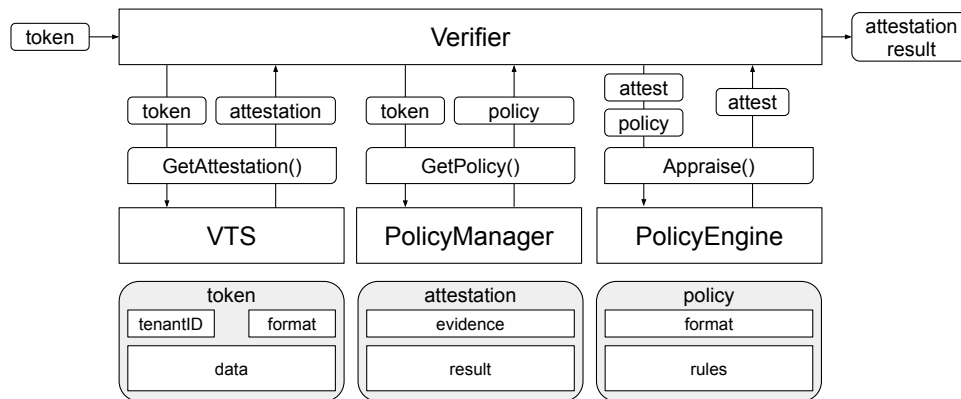 token
Verifier
attestation
result
token
attestation
token
policy
attest
policy
attest
GetAttestation()
GetPolicy()
Appraise()
VTS
PolicyManager
PolicyEngine
token
tenantID
format
data
attestation
evidence
result
policy
format
rules